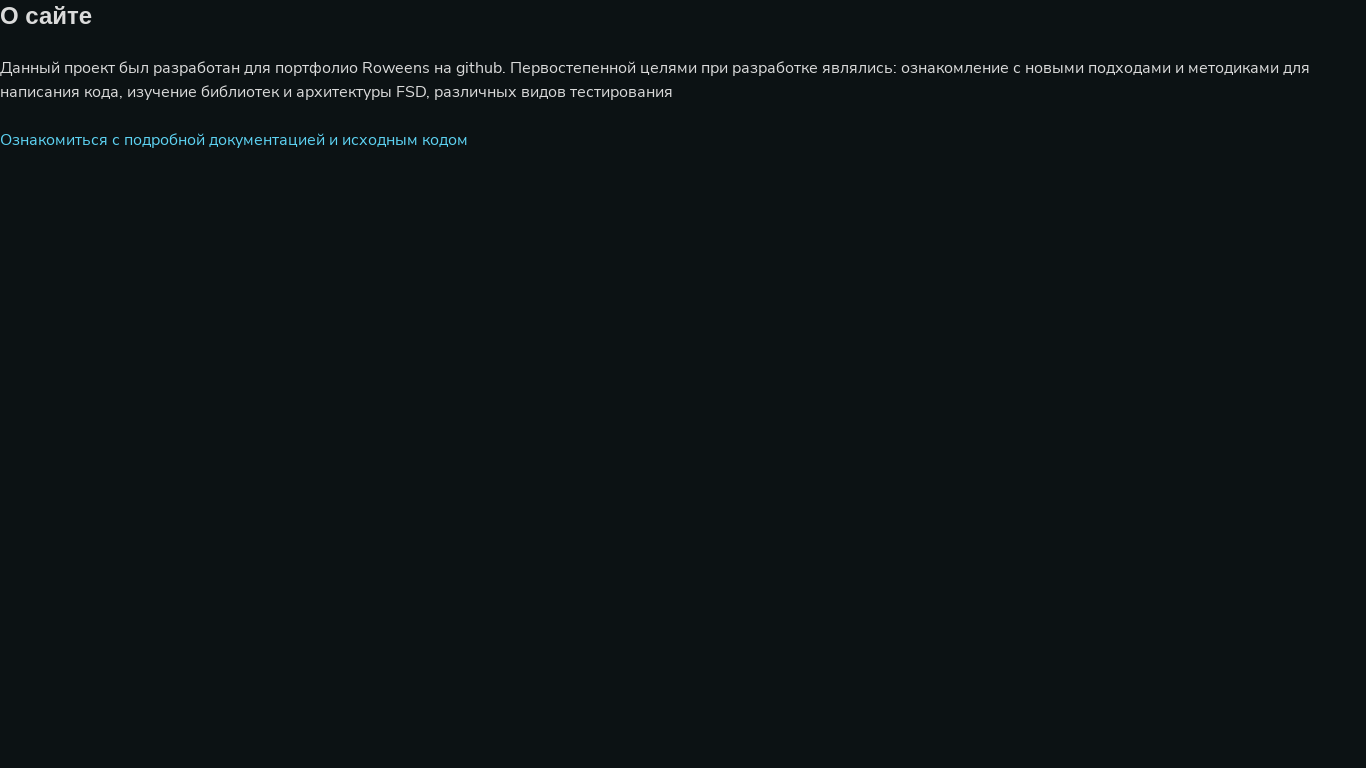 О сайте
Данный проект был разработан для портфолио Roweens на github. Первостепенной целями при разработке являлись: ознакомление с новыми подходами и методиками для
написания кода, изучение библиотек и архитектуры FSD, различных видов тестирования
Ознакомиться с подробной документацией и исходным кодом